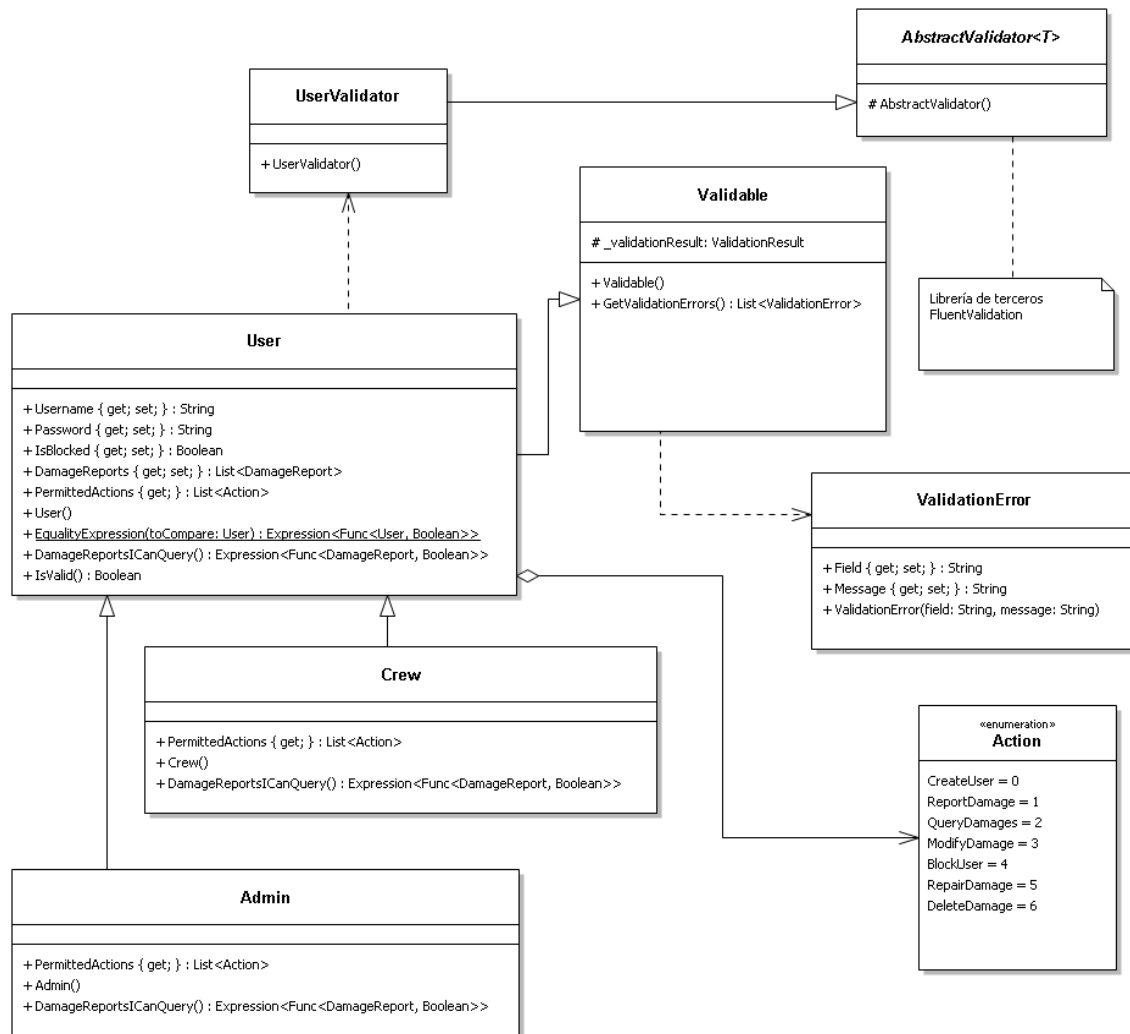 AbstractValidator<T>
# AbstractValidator()
UserValidator
+ UserValidator()
Validable
# _validationResult: ValidationResult
+ Validable()
+ GetValidationErrors() : List<ValidationError>
Librería de terceros
FluentValidation
User
+ Username { get; set; } : String
+ Password { get; set; } : String
+ IsBlocked { get; set; } : Boolean
+ DamageReports { get; set; } : List<DamageReport>
+ PermittedActions { get; } : List<Action>
+ User()
+ EqualityExpression(toCompare: User) : Expression<Func<User, Boolean>>
+ DamageReportsICanQuery() : Expression<Func<DamageReport, Boolean>>
+ IsValid() : Boolean
ValidationError
+ Field { get; set; } : String
+ Message { get; set; } : String
+ ValidationError(field: String, message: String)
Crew
+ PermittedActions { get; } : List<Action>
+ Crew()
+ DamageReportsICanQuery() : Expression<Func<DamageReport, Boolean>>
«enumeration»
Action
CreateUser = 0
ReportDamage = 1
QueryDamages = 2
ModifyDamage = 3
BlockUser = 4
RepairDamage = 5
DeleteDamage = 6
Admin
+ PermittedActions { get; } : List<Action>
+ Admin()
+ DamageReportsICanQuery() : Expression<Func<DamageReport, Boolean>>